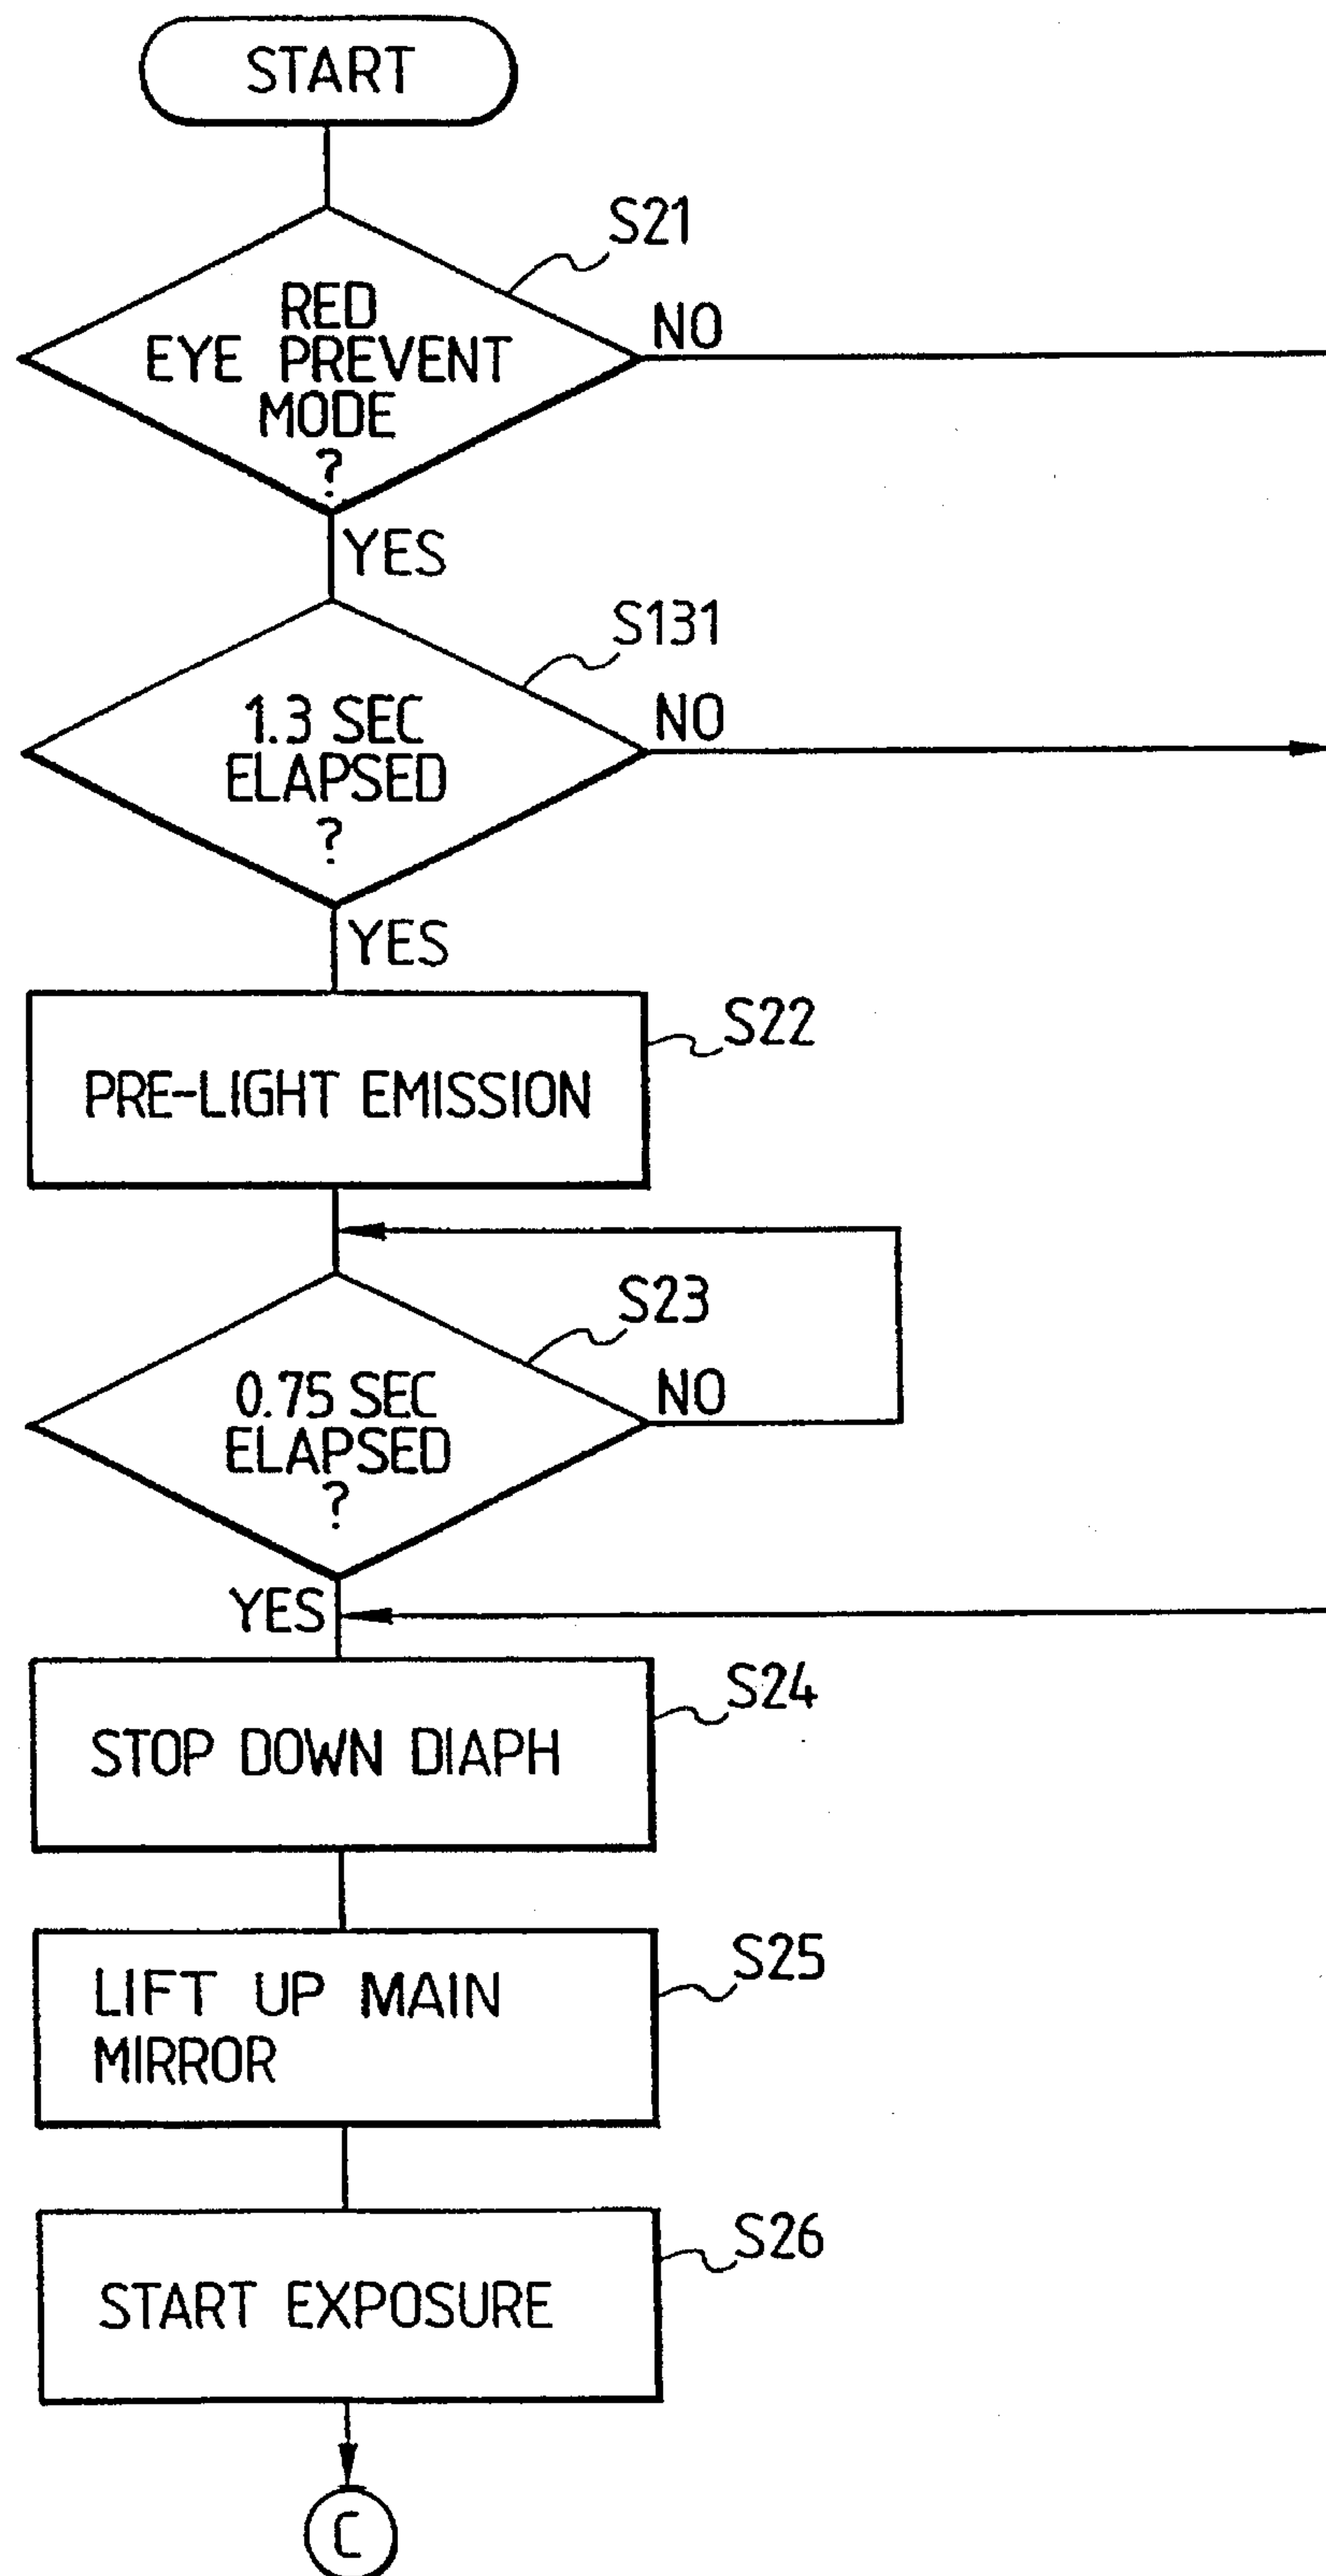 START
S21
RED
EYE PREVENT
MODE
?
NO
YES
S131
1.3 SEC
ELAPSED
?
NO
YES
S22
PRE-LIGHT EMISSION
S23
0.75 SEC
ELAPSED
?
NO
YES
S24
STOP DOWN DIAPH
S25
LIFT UP MAIN
MIRROR
S26
START EXPOSURE
C